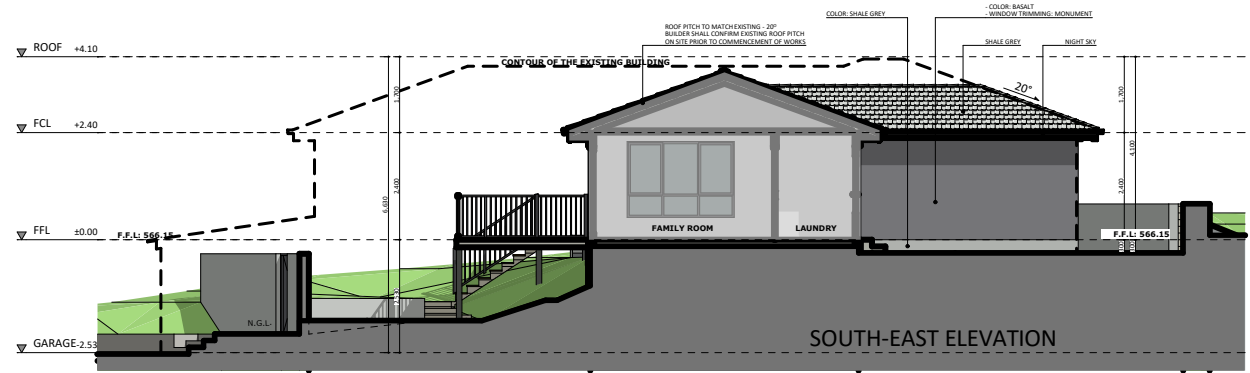 - COLOR: BASALT
- WINDOW TRIMMING: MONUMENT
COLOR: SHALE GREY
ROOF PITCH TO MATCH EXISTING - 20°
BUILDER SHALL CONFIRM EXISTING ROOF PITCH
ON SITE PRIOR TO COMMENCEMENT OF WORKS
SHALE GREY
NIGHT SKY
ROOF +4.10
CONTOUR OF THE EXISTING BUILDING
20°
1.700
1.700
FCL +2.40
4.100
2.400
2.400
6.630
FFL ±0.00
F.F.L: 566.15
FAMILY ROOM
LAUNDRY
F.F.L: 566.15
N.G.L-
GARAGE -2.53
SOUTH-EAST ELEVATION